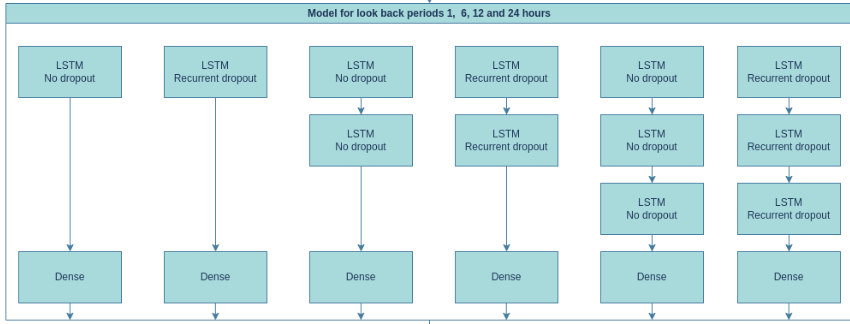 Model for look back periods 1,  6, 12 and 24 hours
LSTM
No dropout
LSTM
Recurrent dropout
LSTM
No dropout
LSTM
Recurrent dropout
LSTM
No dropout
LSTM
Recurrent dropout
LSTM
No dropout
LSTM
Recurrent dropout
LSTM
No dropout
LSTM
Recurrent dropout
LSTM
No dropout
LSTM
Recurrent dropout
Dense
Dense
Dense
Dense
Dense
Dense